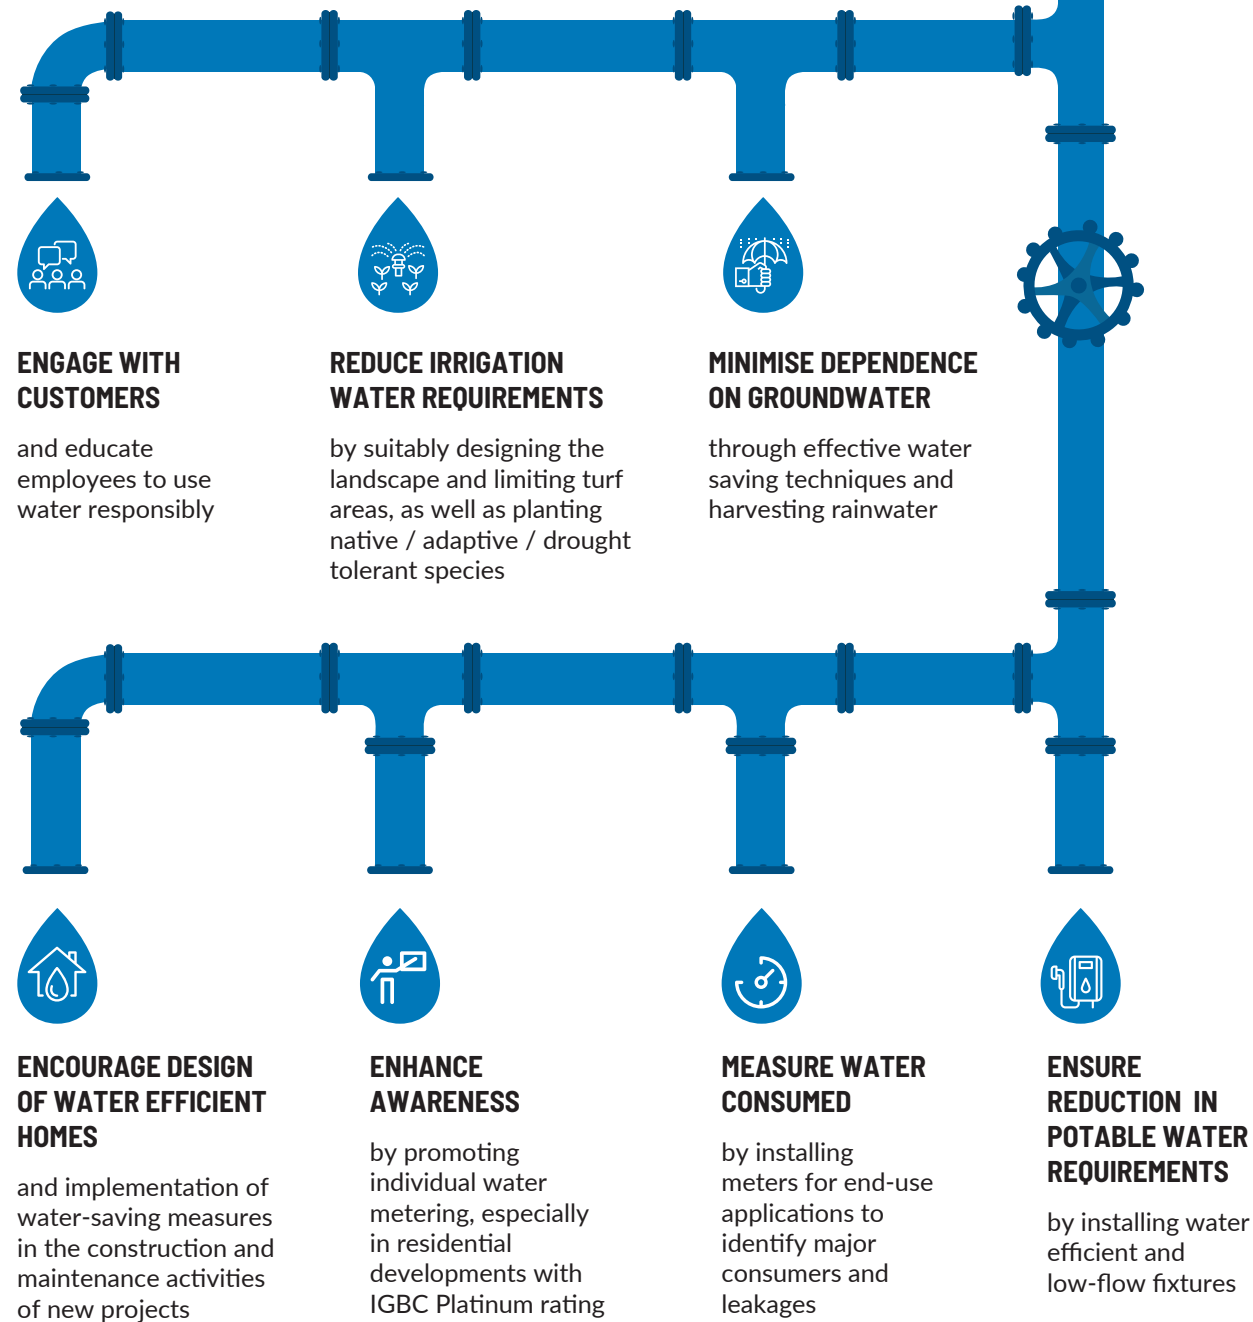 ENGAGE WITH
CUSTOMERS
and educate
employees to use
water responsibly
REDUCE IRRIGATION
WATER REQUIREMENTS
by suitably designing the
landscape and limiting turf
areas, as well as planting
native / adaptive / drought
tolerant species
MINIMISE DEPENDENCE
ON GROUNDWATER
through effective water
saving techniques and
harvesting rainwater
ENCOURAGE DESIGN
OF WATER EFFICIENT
HOMES
and implementation of
water-saving measures
in the construction and
maintenance activities
of new projects
ENHANCE
AWARENESS
by promoting
individual water
metering, especially
in residential
developments with
IGBC Platinum rating
MEASURE WATER
CONSUMED
by installing
meters for end-use
applications to
identify major
consumers and
leakages
ENSURE
REDUCTION IN
POTABLE WATER
REQUIREMENTS
by installing water
efficient and
low-flow fixtures